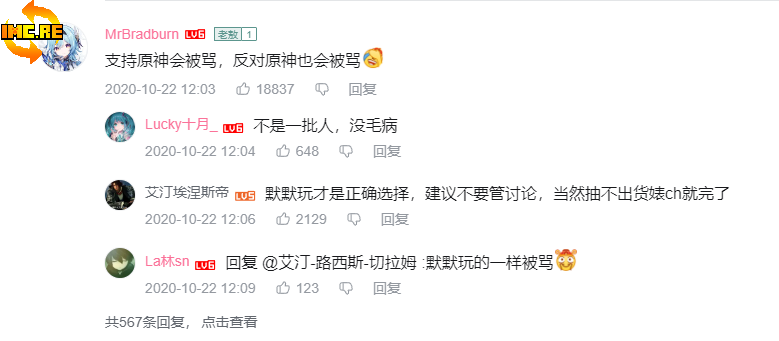 IMC.RE
MrBradburn LV6 老敖 1
支持原神会被骂，反对原神也会被骂
2020-10-22 12:03 18837 回复
Lucky十月_ LV6 不是一批人，没毛病
2020-10-22 12:04 648 回复
艾汀埃涅斯帝 LV5 默默玩才是正确选择，建议不要管讨论，当然抽不出货婊ch就完了
2020-10-22 12:06 2129 回复
La林sn LV6 回复 @艾汀-路西斯-切拉姆 :默默玩的一样被骂
2020-10-22 12:09 123 回复
共567条回复，点击查看